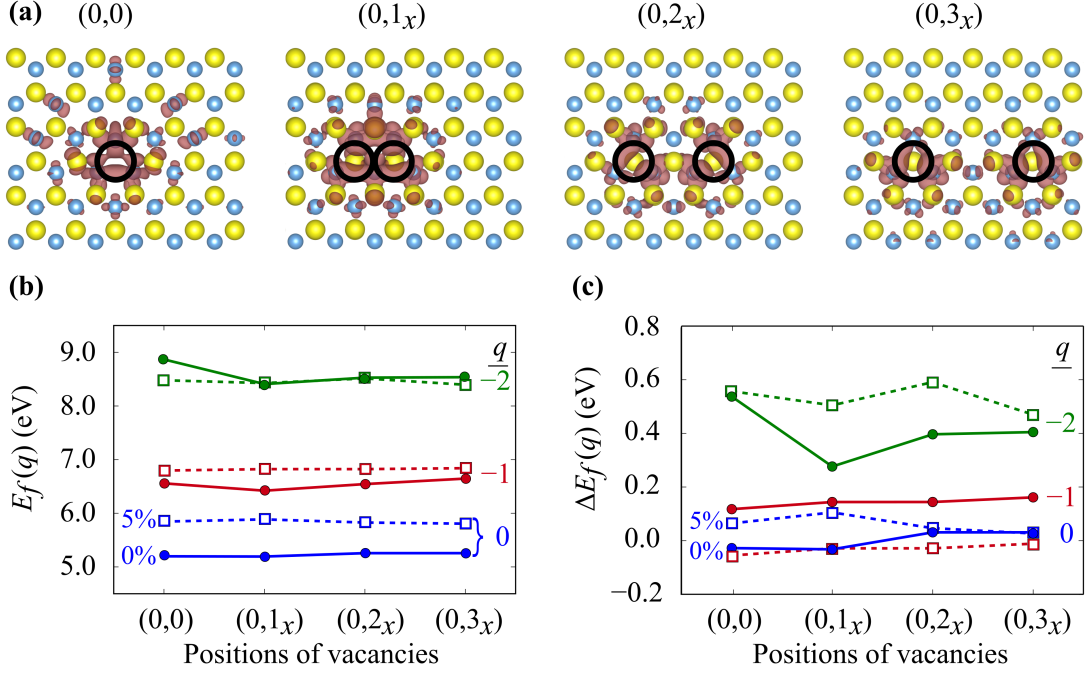 (a) (0,0) (0,1x) (0,2x) (0,3x)
(b)
9.0
8.0
7.0
6.0
5.0
Ef(q) (eV)
q
−2
−1
0
5%
0%
(0,0) (0,1x) (0,2x) (0,3x)
Positions of vacancies
(c)
0.8
0.6
0.4
0.2
0.0
−0.2
ΔEf(q) (eV)
q
−2
−1
0
5%
0%
(0,0) (0,1x) (0,2x) (0,3x)
Positions of vacancies